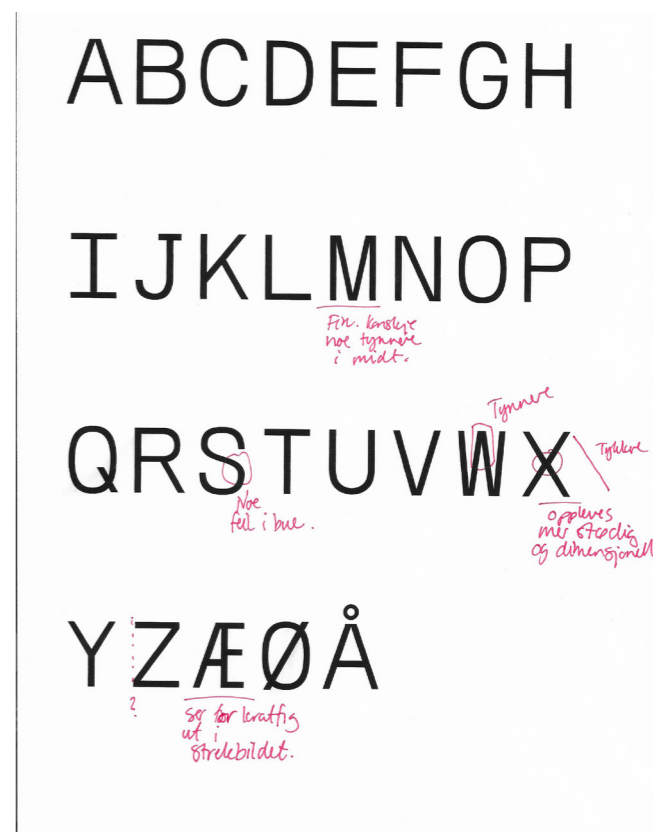 ABCDEFGH
IJKLMNOP
Fin. Kanskje
noe tynnere
i midt.
Tynnere
QRSTUVWX
Tykkere
Noe
feil i bue.
oppleves
mer stødig
og dimensjonell
YZÆØÅ
?
ser for kraftig
ut i
strekbildet.